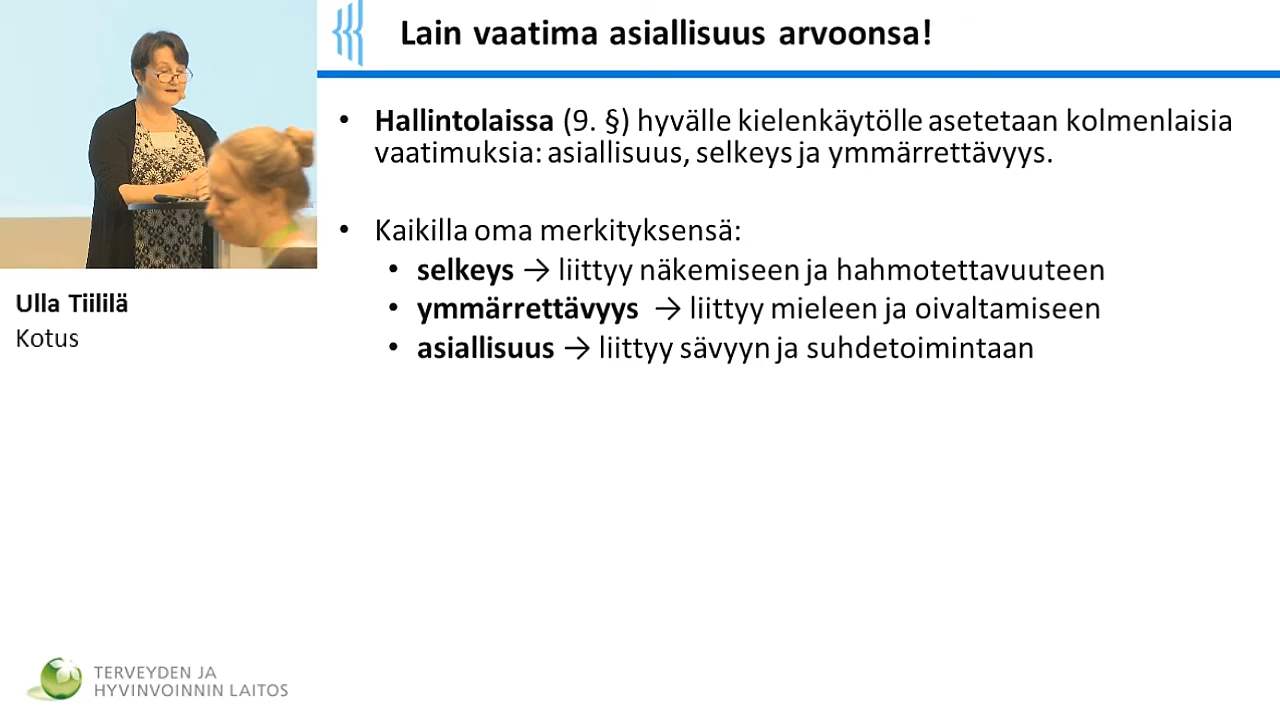 Lain vaatima asiallisuus arvoonsa!
• Hallintolaissa (9. §) hyvälle kielenkäytölle asetetaan kolmenlaisia
vaatimuksia: asiallisuus, selkeys ja ymmärrettävyys.
• Kaikilla oma merkityksensä:
• selkeys → liittyy näkemiseen ja hahmotettavuuteen
• ymmärrettävyys → liittyy mieleen ja oivaltamiseen
• asiallisuus → liittyy sävyyn ja suhdetoimintaan
Ulla Tiililä
Kotus
TERVEYDEN JA
HYVINVOINNIN LAITOS